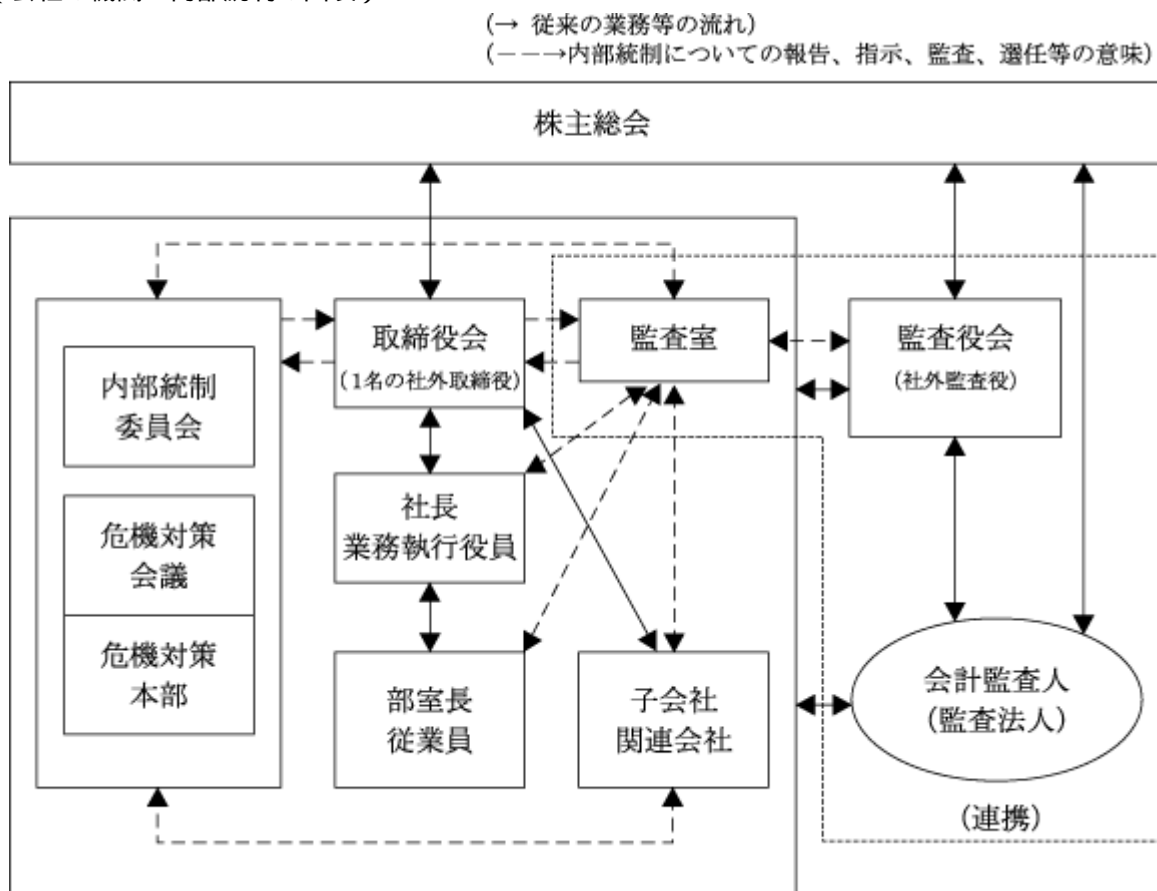 (→ 従来の業務等の流れ)
(－－→内部統制についての報告、指示、監査、選任等の意味)
株主総会
取締役会
(1名の社外取締役)
監査室
監査役会
(社外監査役)
内部統制
委員会
社長
業務執行役員
危機対策
会議
危機対策
本部
部室長
従業員
子会社
関連会社
会計監査人
(監査法人)
(連携)